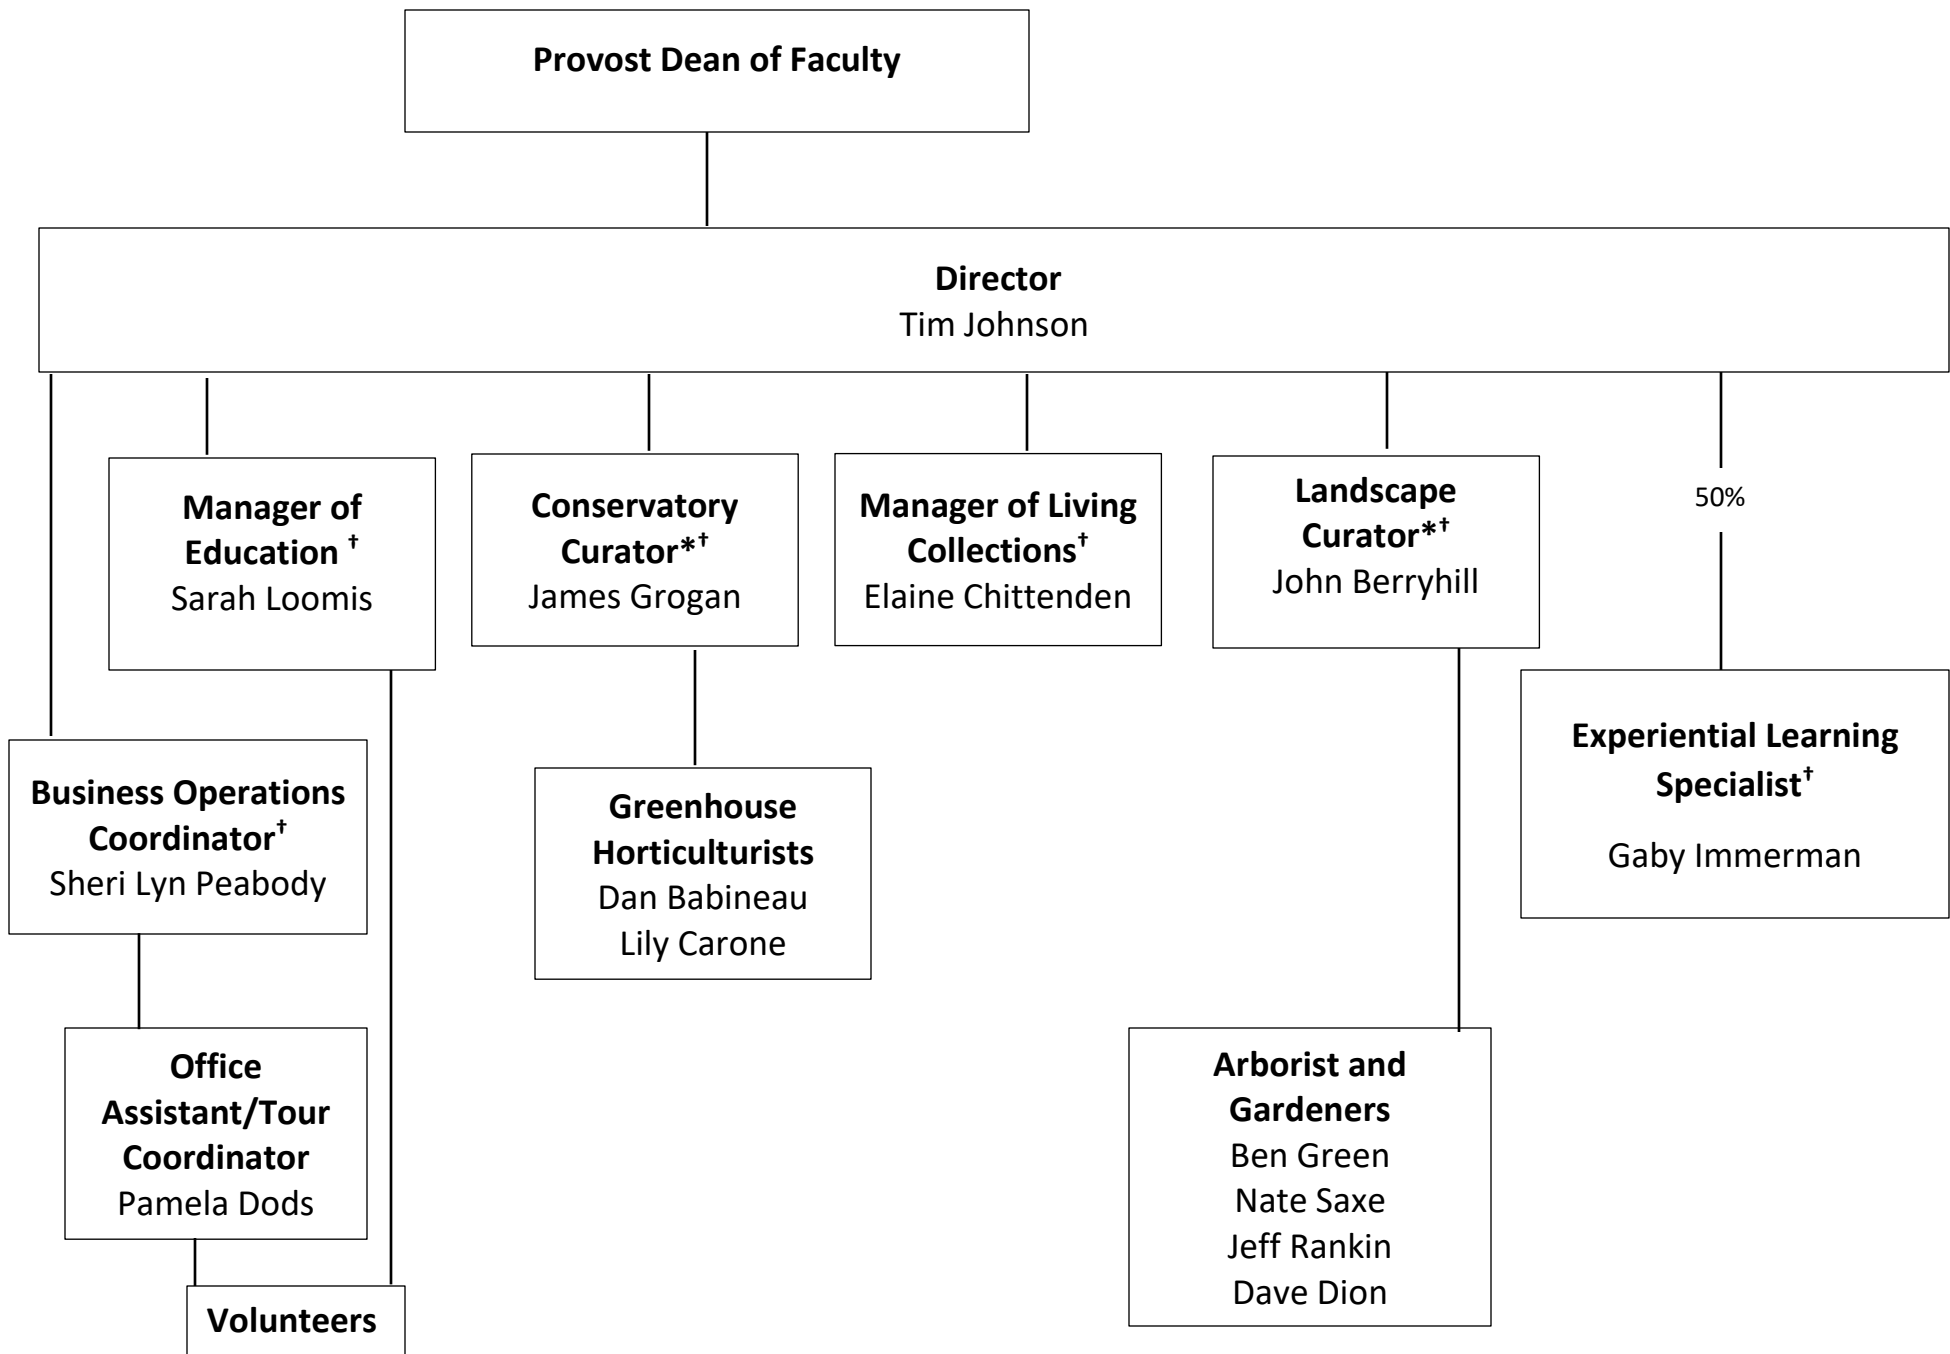 Provost Dean of Faculty
Director
Tim Johnson
Manager of
Education †
Sarah Loomis
Conservatory
Curator*†
James Grogan
Manager of Living
Collections†
Elaine Chittenden
Landscape
Curator*†
John Berryhill
50%
Experiential Learning
Specialist†
Gaby Immerman
Business Operations
Coordinator†
Sheri Lyn Peabody
Greenhouse
Horticulturists
Dan Babineau
Lily Carone
Office
Assistant/Tour
Coordinator
Pamela Dods
Arborist and
Gardeners
Ben Green
Nate Saxe
Jeff Rankin
Dave Dion
Volunteers